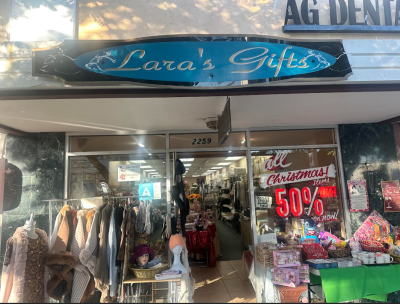 AG DENTA
Lara's Gifts
2259
A
all
Christmas!
50%